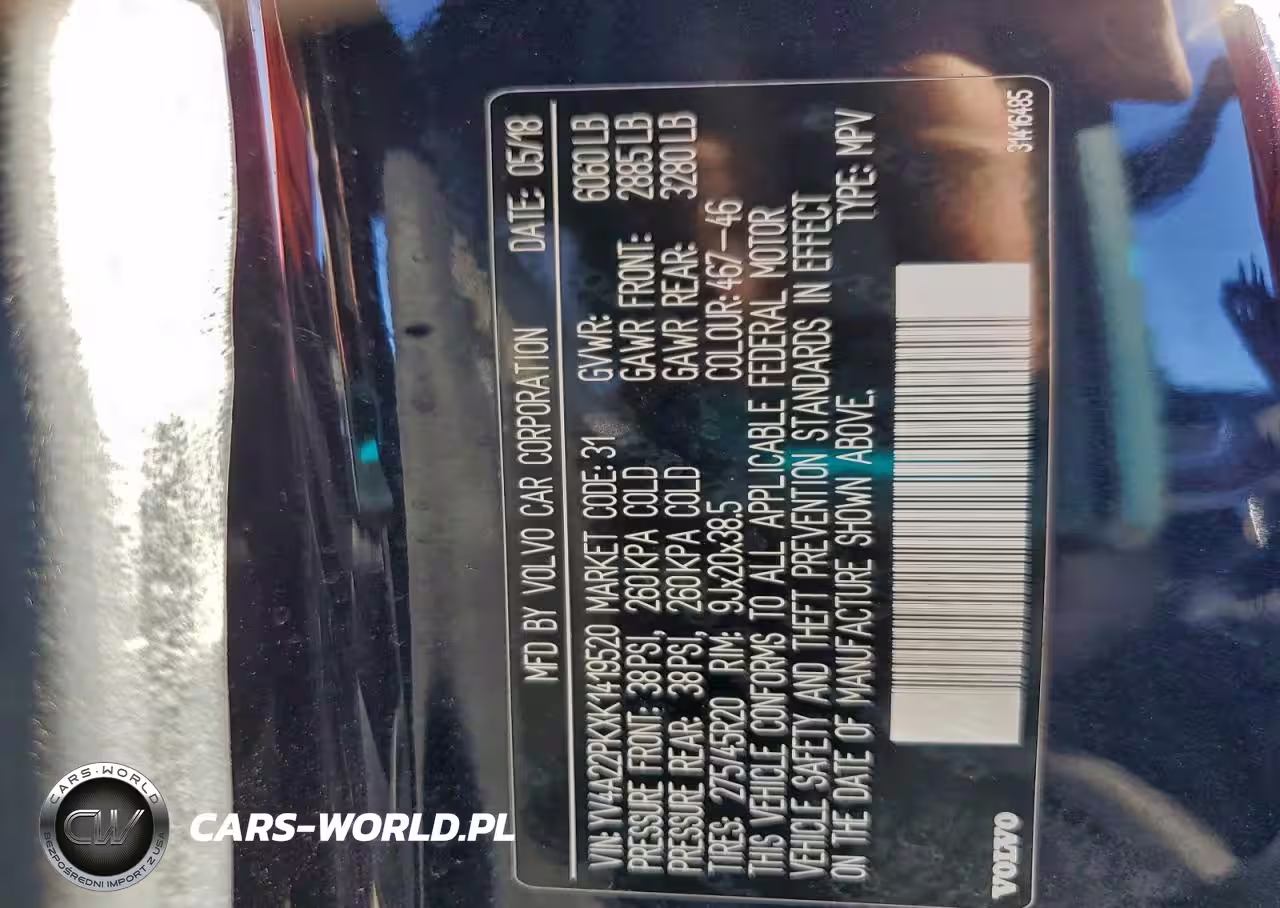 MFD BY VOLVO CAR CORPORATION DATE: 05/18
VIN: YV4A22PKXK1419520 MARKET CODE: 31 GVWR: 6060LB
PRESSURE FRONT: 38PSI, 260KPA COLD GAWR FRONT: 2885LB
PRESSURE REAR: 38PSI, 260KPA COLD GAWR REAR: 3280LB
TIRES: 275/45R20 RIM: 9Jx20x38.5 COLOUR: 467-46
THIS VEHICLE CONFORMS TO ALL APPLICABLE FEDERAL MOTOR
VEHICLE SAFETY AND THEFT PREVENTION STANDARDS IN EFFECT
ON THE DATE OF MANUFACTURE SHOWN ABOVE. TYPE: MPV
VOLVO
31416485
CARS-WORLD
CW
BEZPOŚREDNI IMPORT Z USA
CARS-WORLD.PL